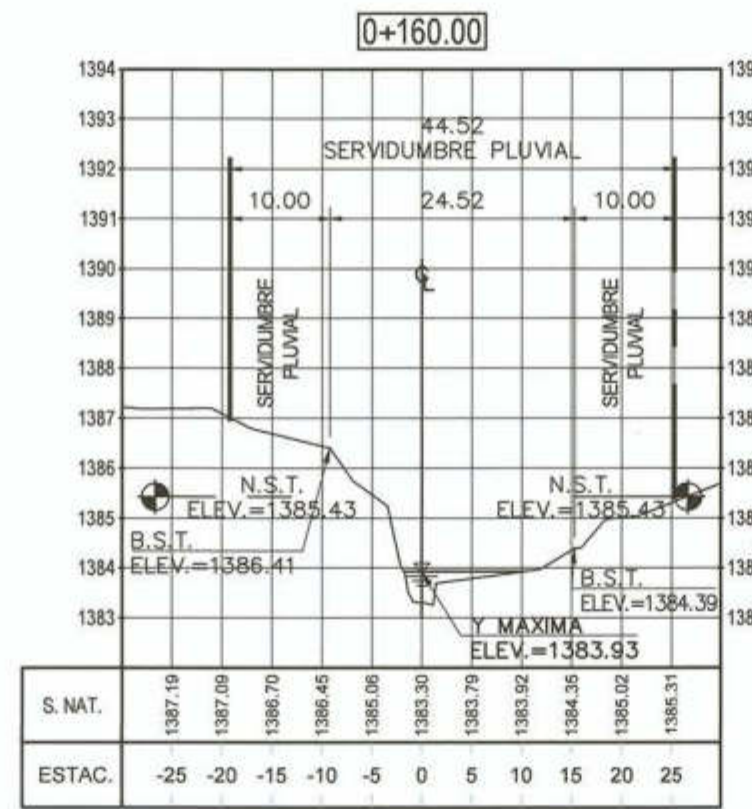 0+160.00
1394
1393
1392
1391
1390
1389
1388
1387
1386
1385
1384
1383
44.52
SERVIDUMBRE PLUVIAL
10.00
24.52
10.00
SERVIDUMBRE
PLUVIAL
SERVIDUMBRE
PLUVIAL
N.S.T.
ELEV.=1385.43
N.S.T.
ELEV.=1385.43
B.S.T.
ELEV.=1386.41
B.S.T.
ELEV.=1384.39
Y MAXIMA
ELEV.=1383.93
S. NAT. 1387.19 1387.09 1386.70 1386.45 1385.06 1383.30 1383.79 1383.92 1384.35 1385.02 1385.31
ESTAC. -25 -20 -15 -10 -5 0 5 10 15 20 25